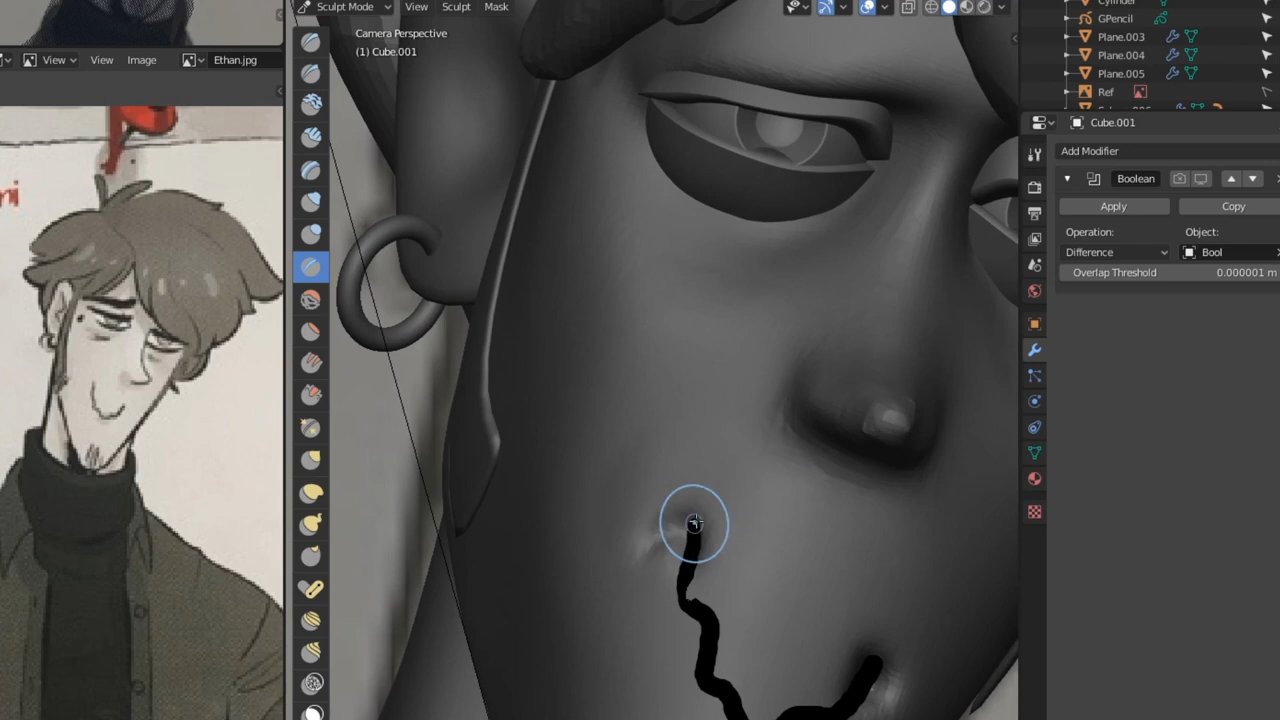 Sculpt Mode View Sculpt Mask
Cylinder
GPencil
Plane.003
Plane.004
Plane.005
Ref
View View Image Ethan.jpg
Camera Perspective
(1) Cube.001
Cube.001
Add Modifier
Boolean
Apply Copy
Operation: Object:
Difference Bool
Overlap Threshold 0.000001 m
ni